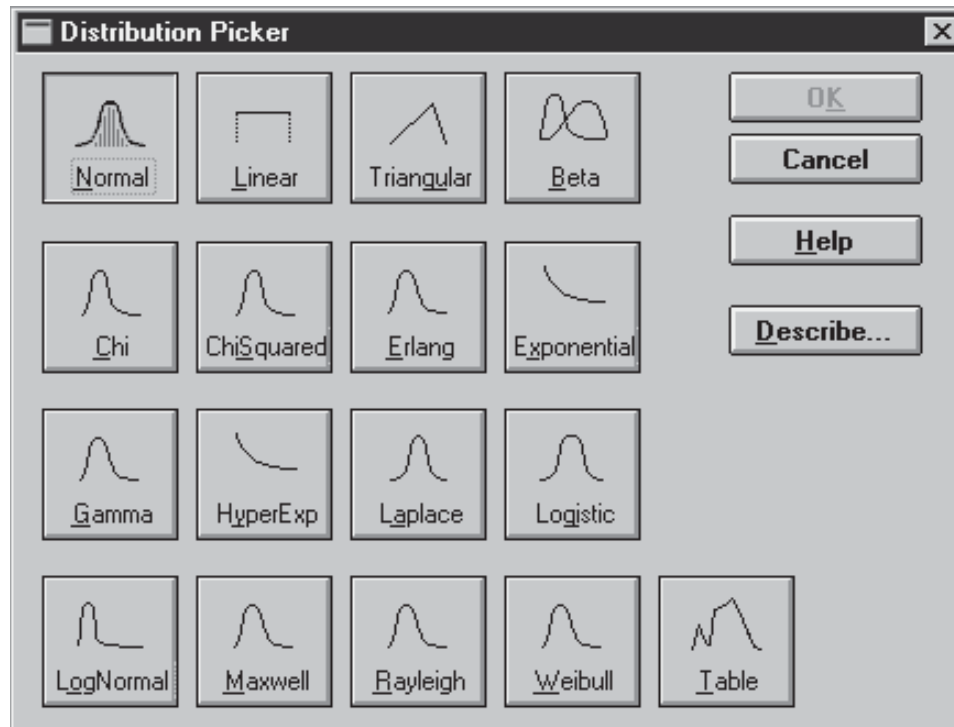 Distribution Picker
Normal
Linear
Triangular
Beta
OK
Cancel
Help
Describe...
Chi
ChiSquared
Erlang
Exponential
Gamma
HyperExp
Laplace
Logistic
LogNormal
Maxwell
Rayleigh
Weibull
Table